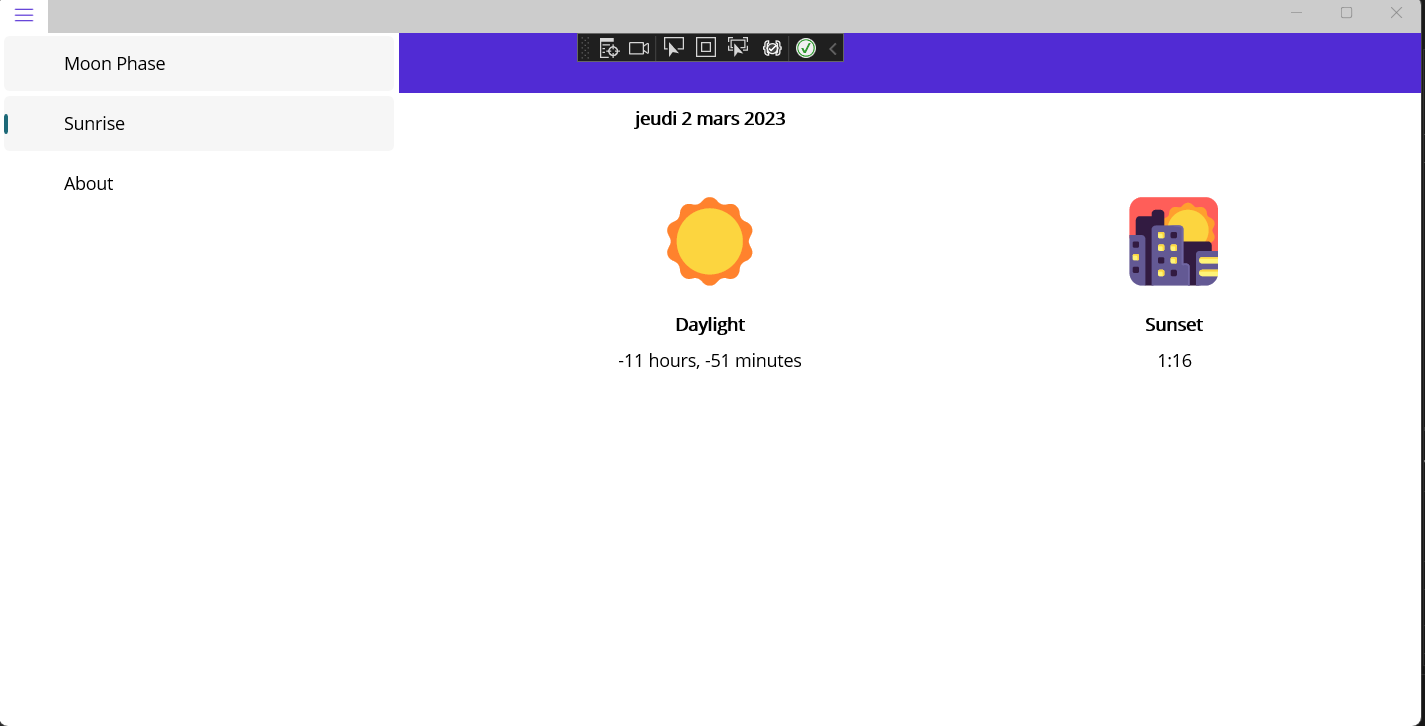 Moon Phase
Sunrise
About
jeudi 2 mars 2023
Daylight
-11 hours, -51 minutes
Sunset
1:16